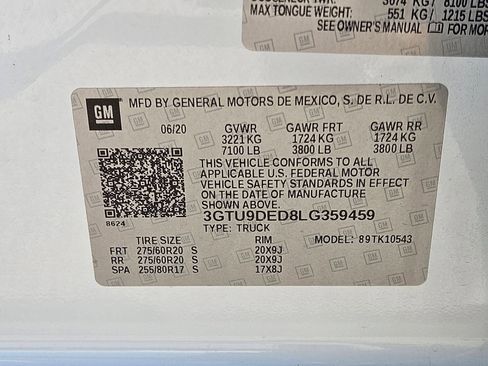 MAX TONGUE WEIGHT: 551 KG/ 1215 LBS
SEE OWNER'S MANUAL FOR MOR
GM
MFD BY GENERAL MOTORS DE MEXICO, S. DE R.L. DE C.V.
06/20 GVWR GAWR FRT GAWR RR
3221 KG 1724 KG 1724 KG
7100 LB 3800 LB 3800 LB
THIS VEHICLE CONFORMS TO ALL
APPLICABLE U.S. FEDERAL MOTOR
VEHICLE SAFETY STANDARDS IN EFFECT
ON THE DATE OF MANUFACTURE
SHOWN ABOVE.
8624
3GTU9DED8LG359459
TYPE: TRUCK
TIRE SIZE RIM MODEL: 89TK10543
FRT 275/60R20 S 20X9J
RR 275/60R20 S 20X9J
SPA 255/80R17 S 17X8J